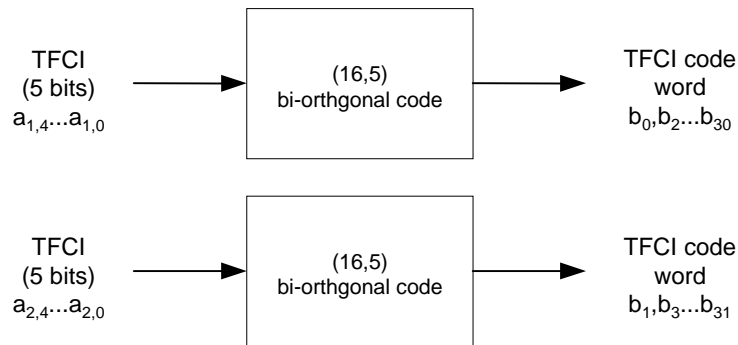 TFCI
(5 bits)
a1,4...a1,0
(16,5)
bi-orthgonal code
TFCI code
word
b0,b2...b30
TFCI
(5 bits)
a2,4...a2,0
(16,5)
bi-orthgonal code
TFCI code
word
b1,b3...b31